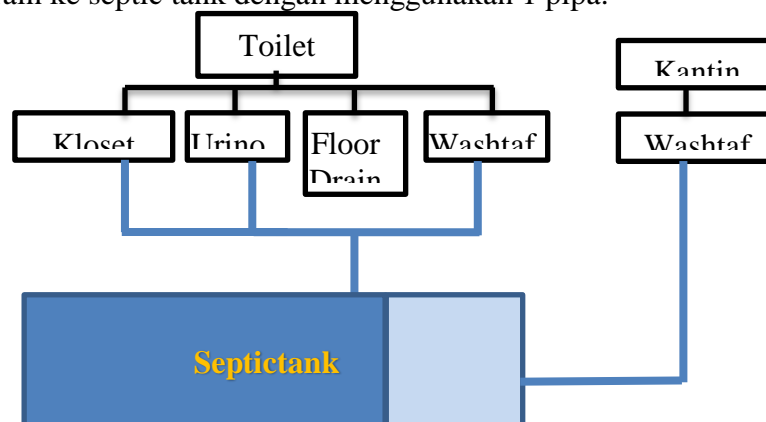 ke septic tank dengan menggunakan 1 pipa.
Toilet
Kantin
Kloset
Urino
Floor
Drain
Washtaf
Washtaf
Septictank